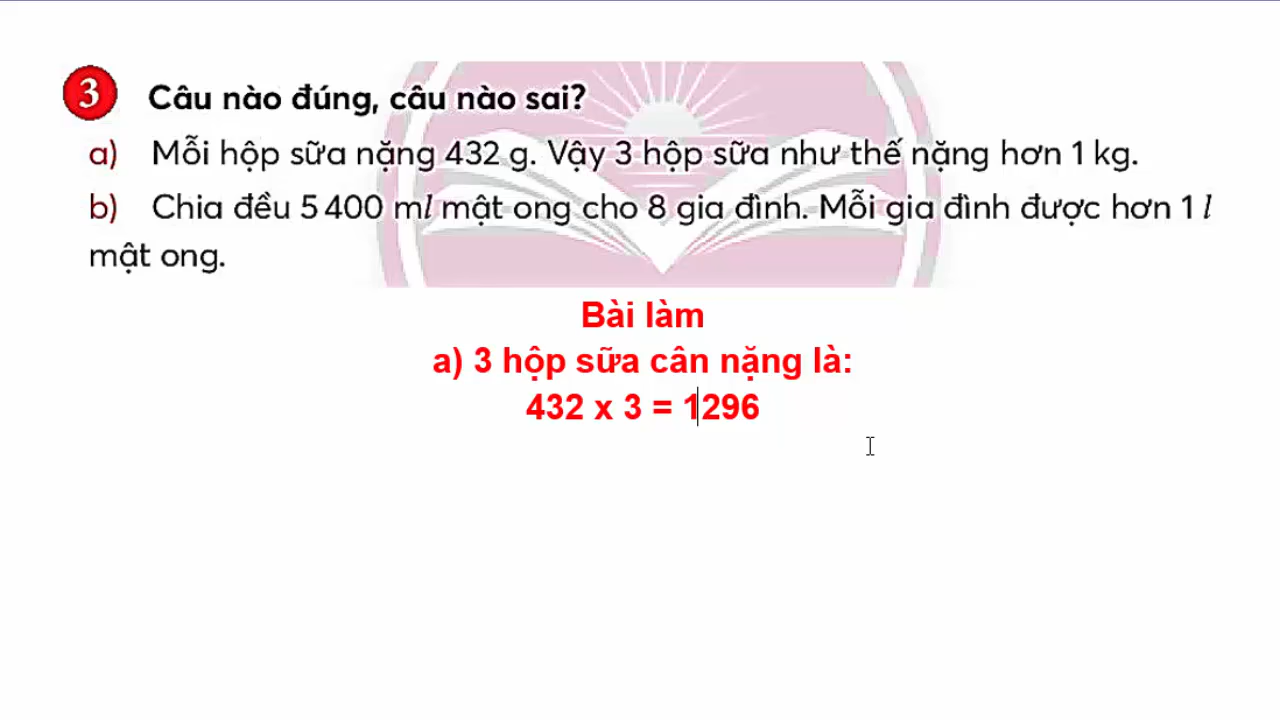 3 Câu nào đúng, câu nào sai?
a) Mỗi hộp sữa nặng 432 g. Vậy 3 hộp sữa như thế nặng hơn 1 kg.
b) Chia đều 5 400 ml mật ong cho 8 gia đình. Mỗi gia đình được hơn 1 l
mật ong.
Bài làm
a) 3 hộp sữa cân nặng là:
432 x 3 = 1296